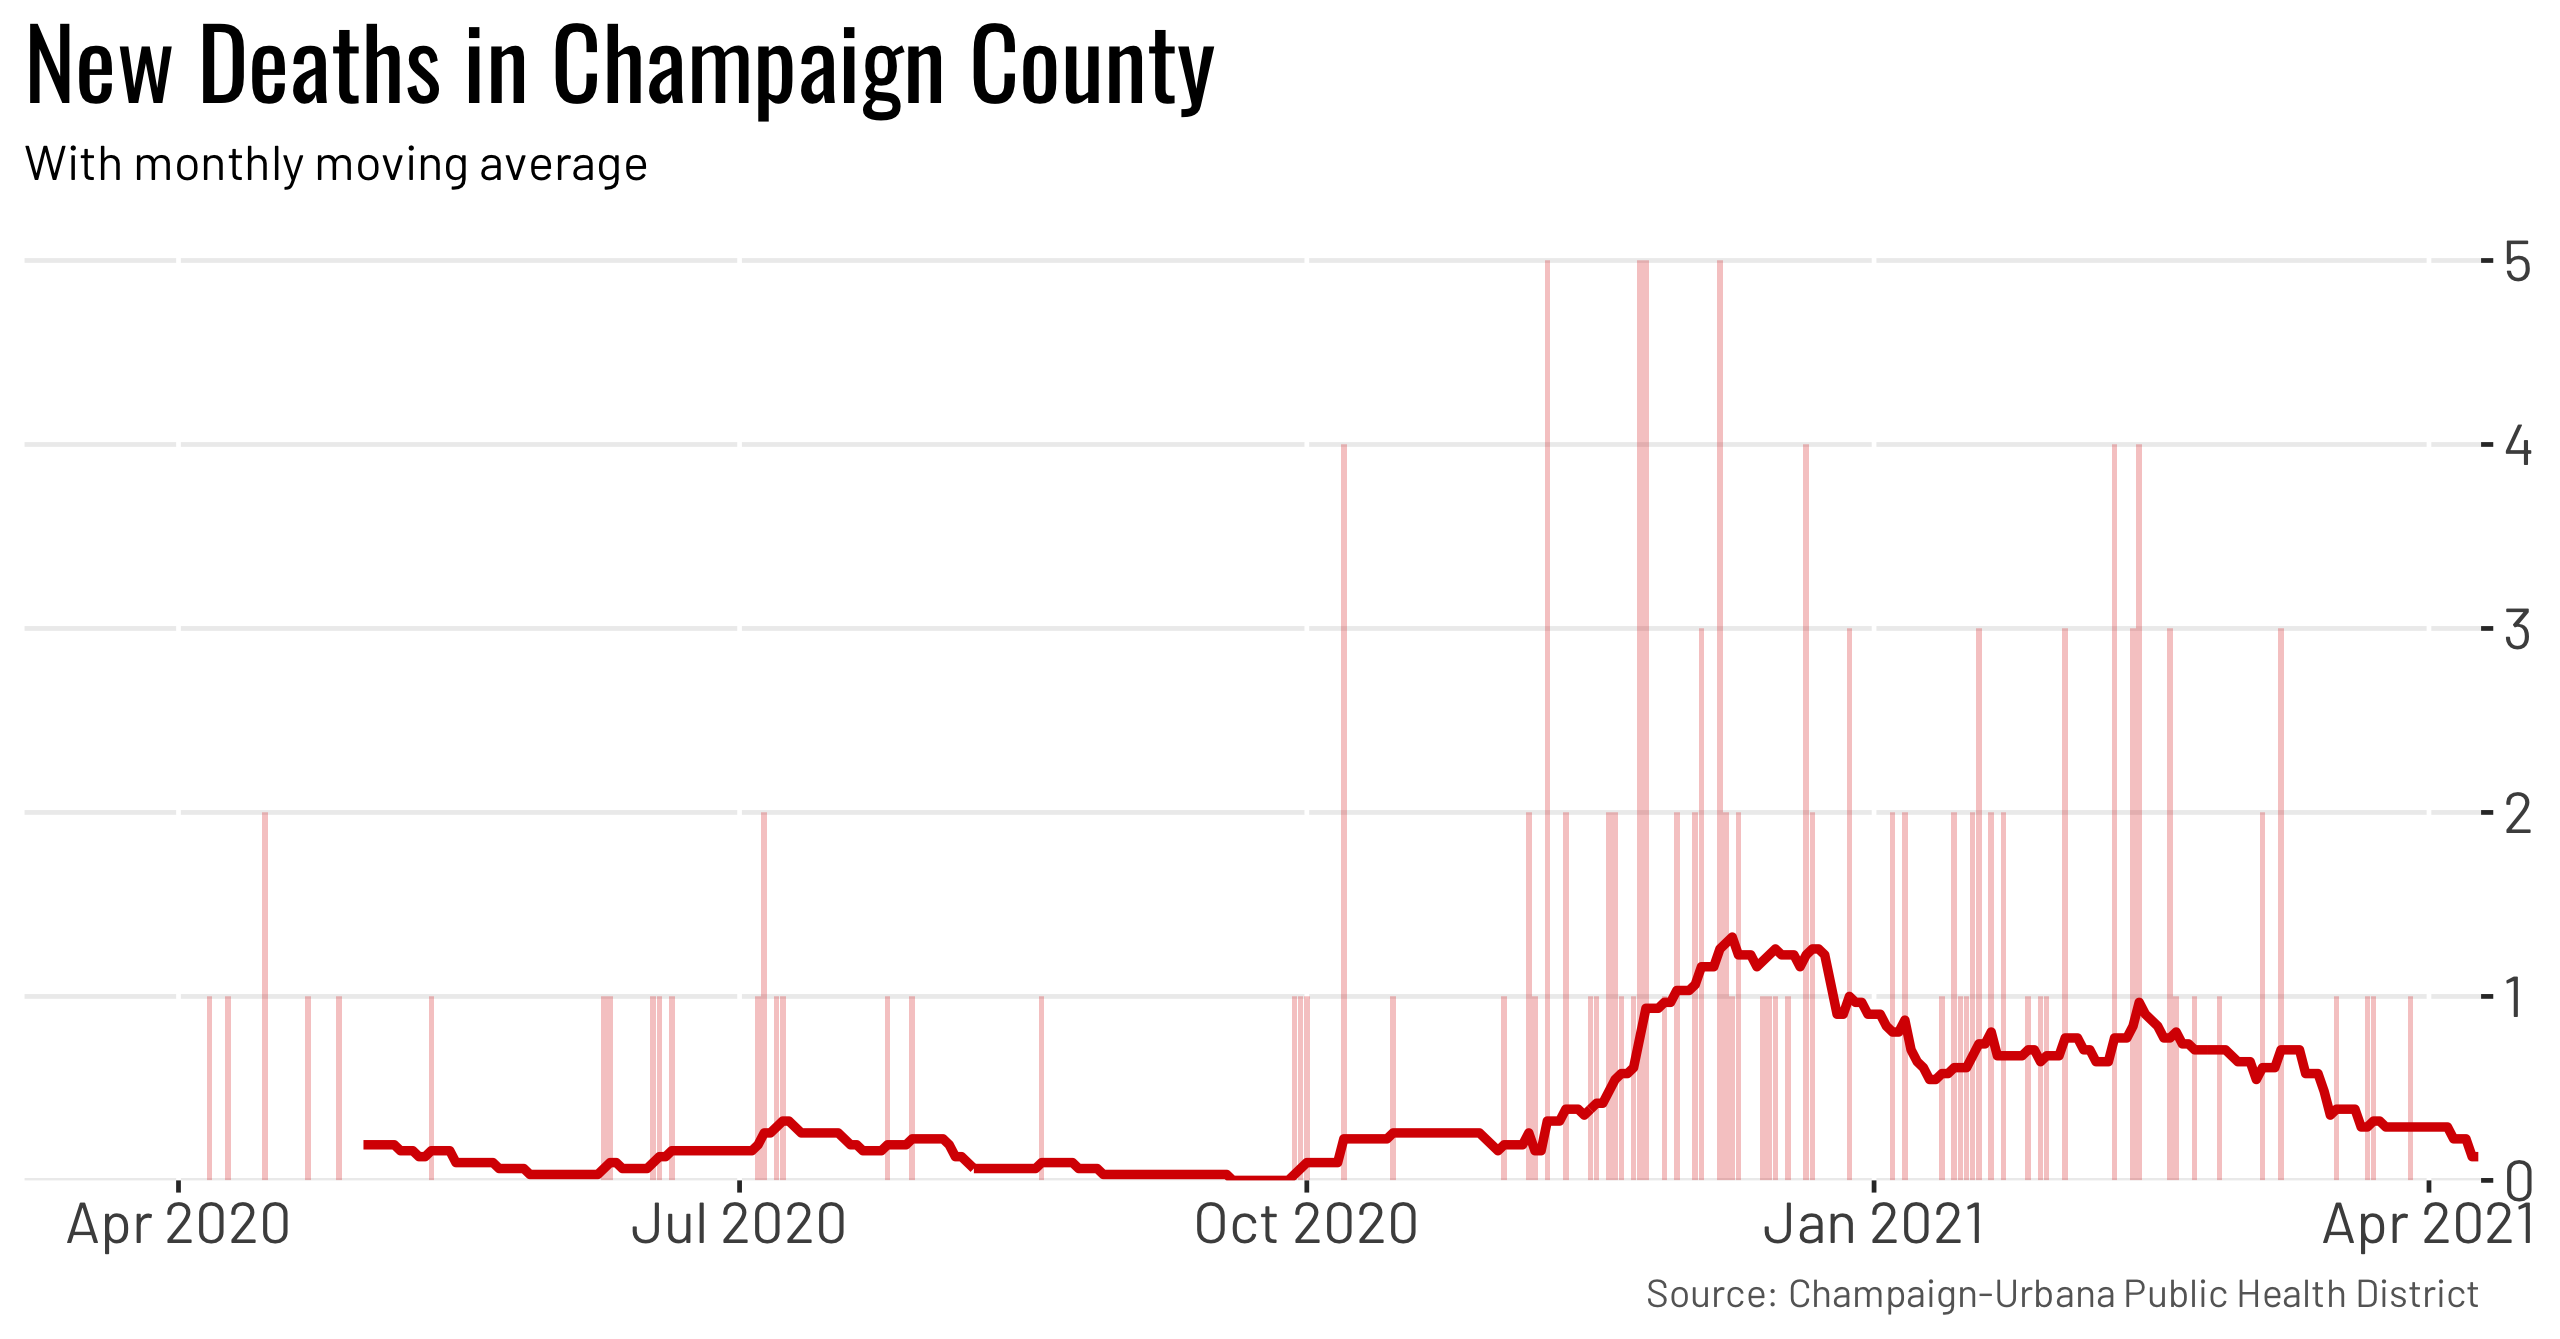 New Deaths in Champaign County
With monthly moving average
5
4
3
2
1
0
Apr 2020 Jul 2020 Oct 2020 Jan 2021 Apr 2021
Source: Champaign-Urbana Public Health District